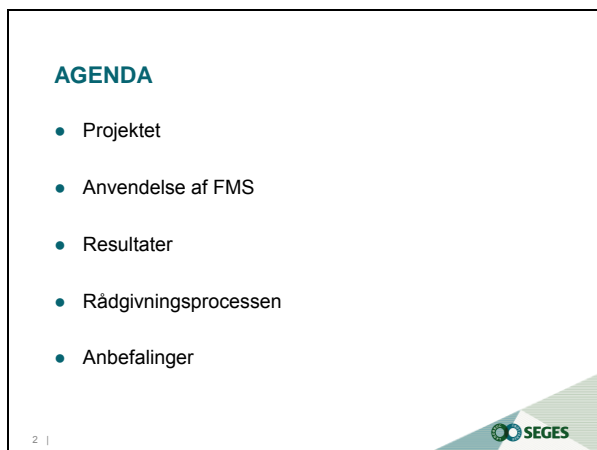 AGENDA
● Projektet
● Anvendelse af FMS
● Resultater
● Rådgivningsprocessen
● Anbefalinger
2 |
SEGES